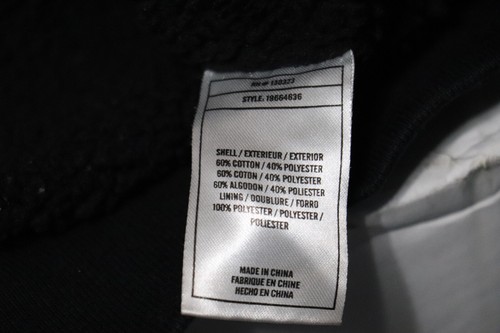 STYLE: 18664636
SHELL / EXTERIEUR / EXTERIOR
60% COTTON / 40% POLYESTER
60% COTON / 40% POLYESTER
60% ALGODON / 40% POLIESTER
LINING / DOUBLURE / FORRO
100% POLYESTER / POLYESTER /
POLIESTER
MADE IN CHINA
FABRIQUE EN CHINE
HECHO EN CHINA